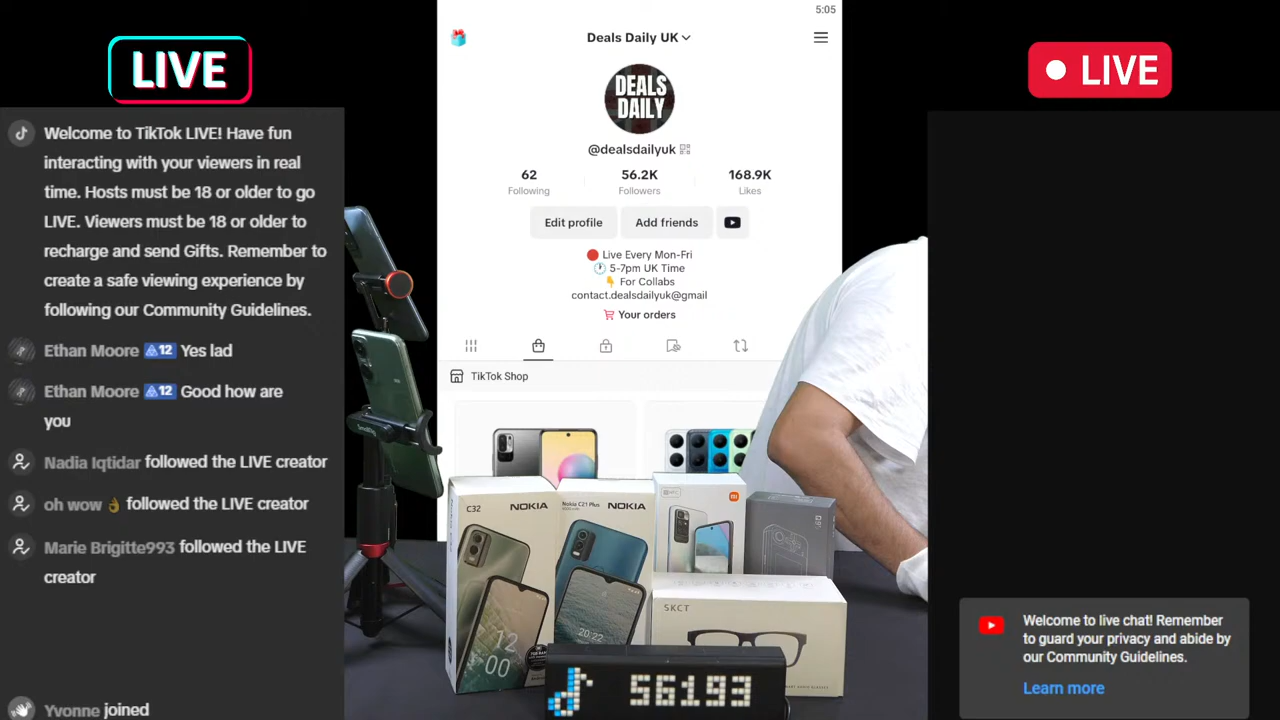 LIVE
Welcome to TikTok LIVE! Have fun
interacting with your viewers in real
time. Hosts must be 18 or older to go
LIVE. Viewers must be 18 or older to
recharge and send Gifts. Remember to
create a safe viewing experience by
following our Community Guidelines.
Ethan Moore 12 Yes lad
Ethan Moore 12 Good how are
you
Nadia Iqtidar followed the LIVE creator
oh wow 👌 followed the LIVE creator
Marie Brigitte993 followed the LIVE
creator
Yvonne joined
5:05
Deals Daily UK
DEALS
DAILY
@dealsdailyuk
62
Following
56.2K
Followers
168.9K
Likes
Edit profile
Add friends
🔴 Live Every Mon-Fri
🕐 5-7pm UK Time
👇 For Collabs
contact.dealsdailyuk@gmail
Your orders
TikTok Shop
C32 NOKIA
Nokia C21 Plus NOKIA
12
00
20:22
SKCT
56193
LIVE
Welcome to live chat! Remember
to guard your privacy and abide by
our Community Guidelines.
Learn more